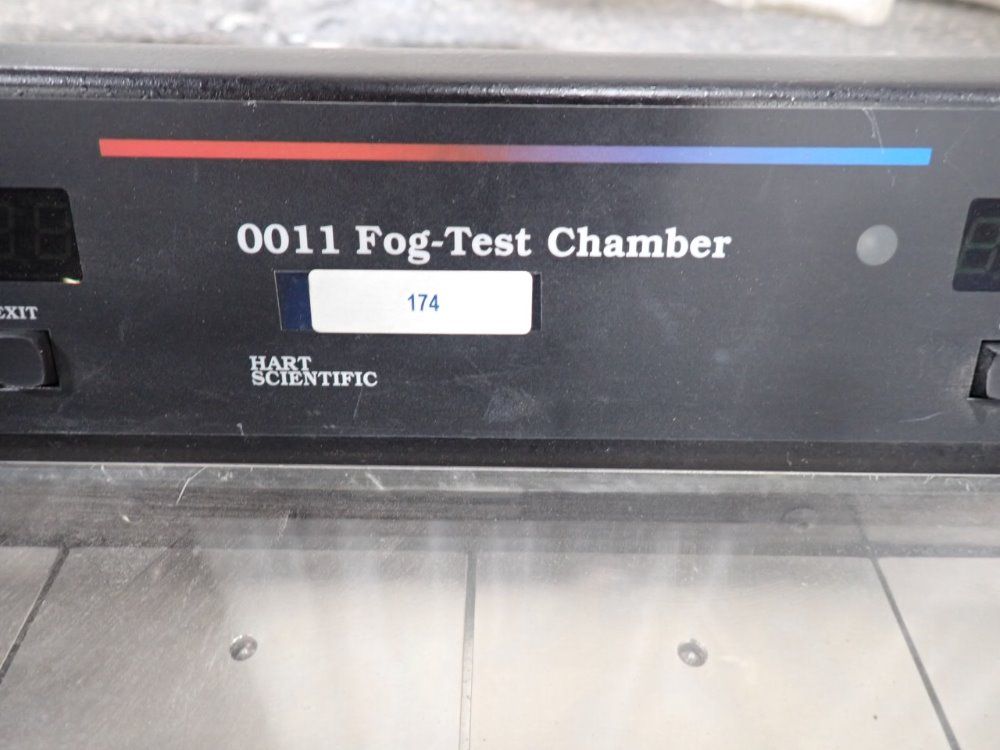 0011 Fog-Test Chamber
174
EXIT
HART
SCIENTIFIC